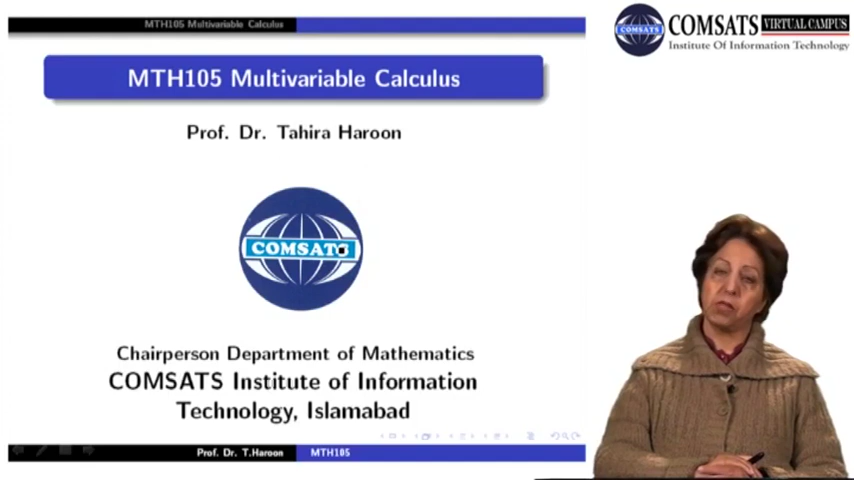 MTH105 Multivariable Calculus
COMSATS VIRTUAL CAMPUS
Institute Of Information Technology
COMSATS
MTH105 Multivariable Calculus
Prof. Dr. Tahira Haroon
COMSATS
Chairperson Department of Mathematics
COMSATS Institute of Information
Technology, Islamabad
Prof. Dr. T.Haroon MTH105